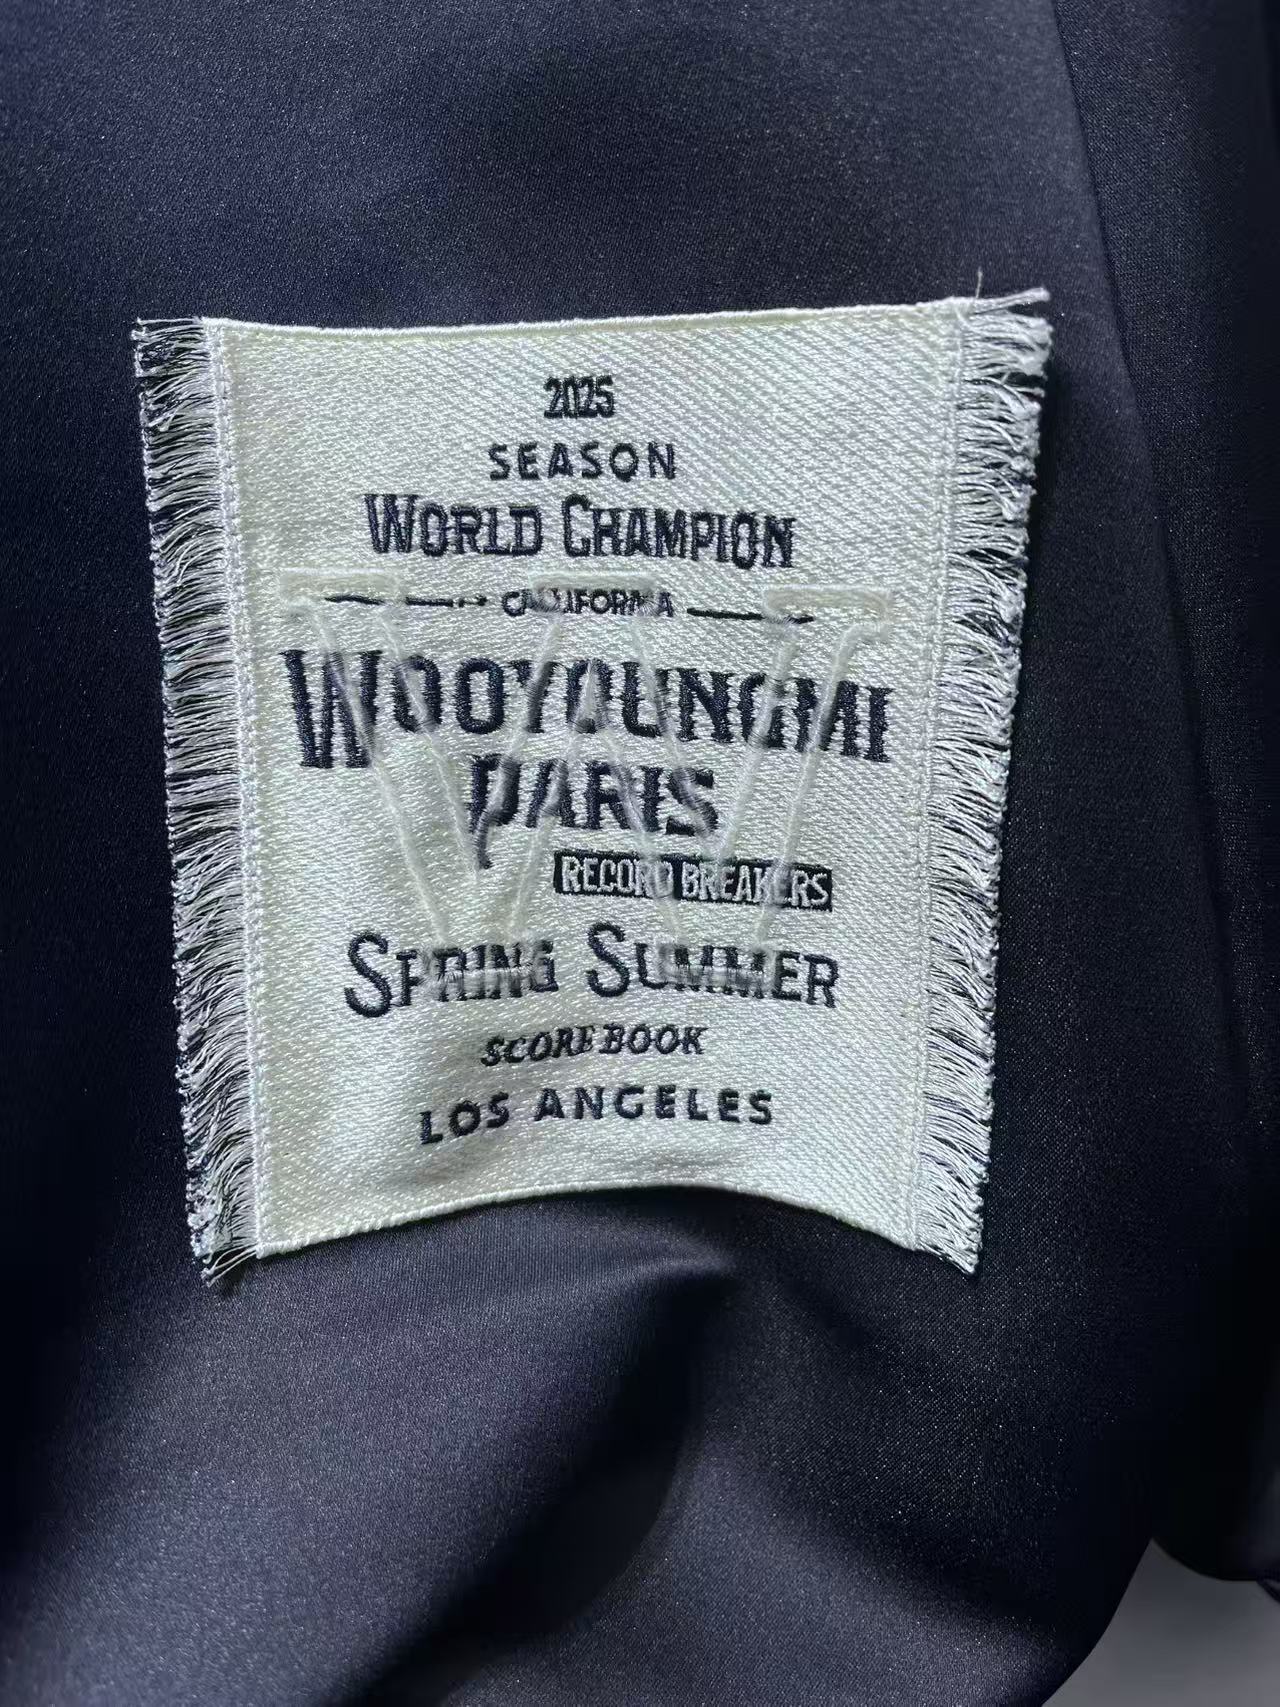 2025
SEASON
WORLD CHAMPION
CALIFORNIA
WOOYOUNGMI
PARIS
RECORD BREAKERS
SPRING SUMMER
SCORE BOOK
LOS ANGELES
W